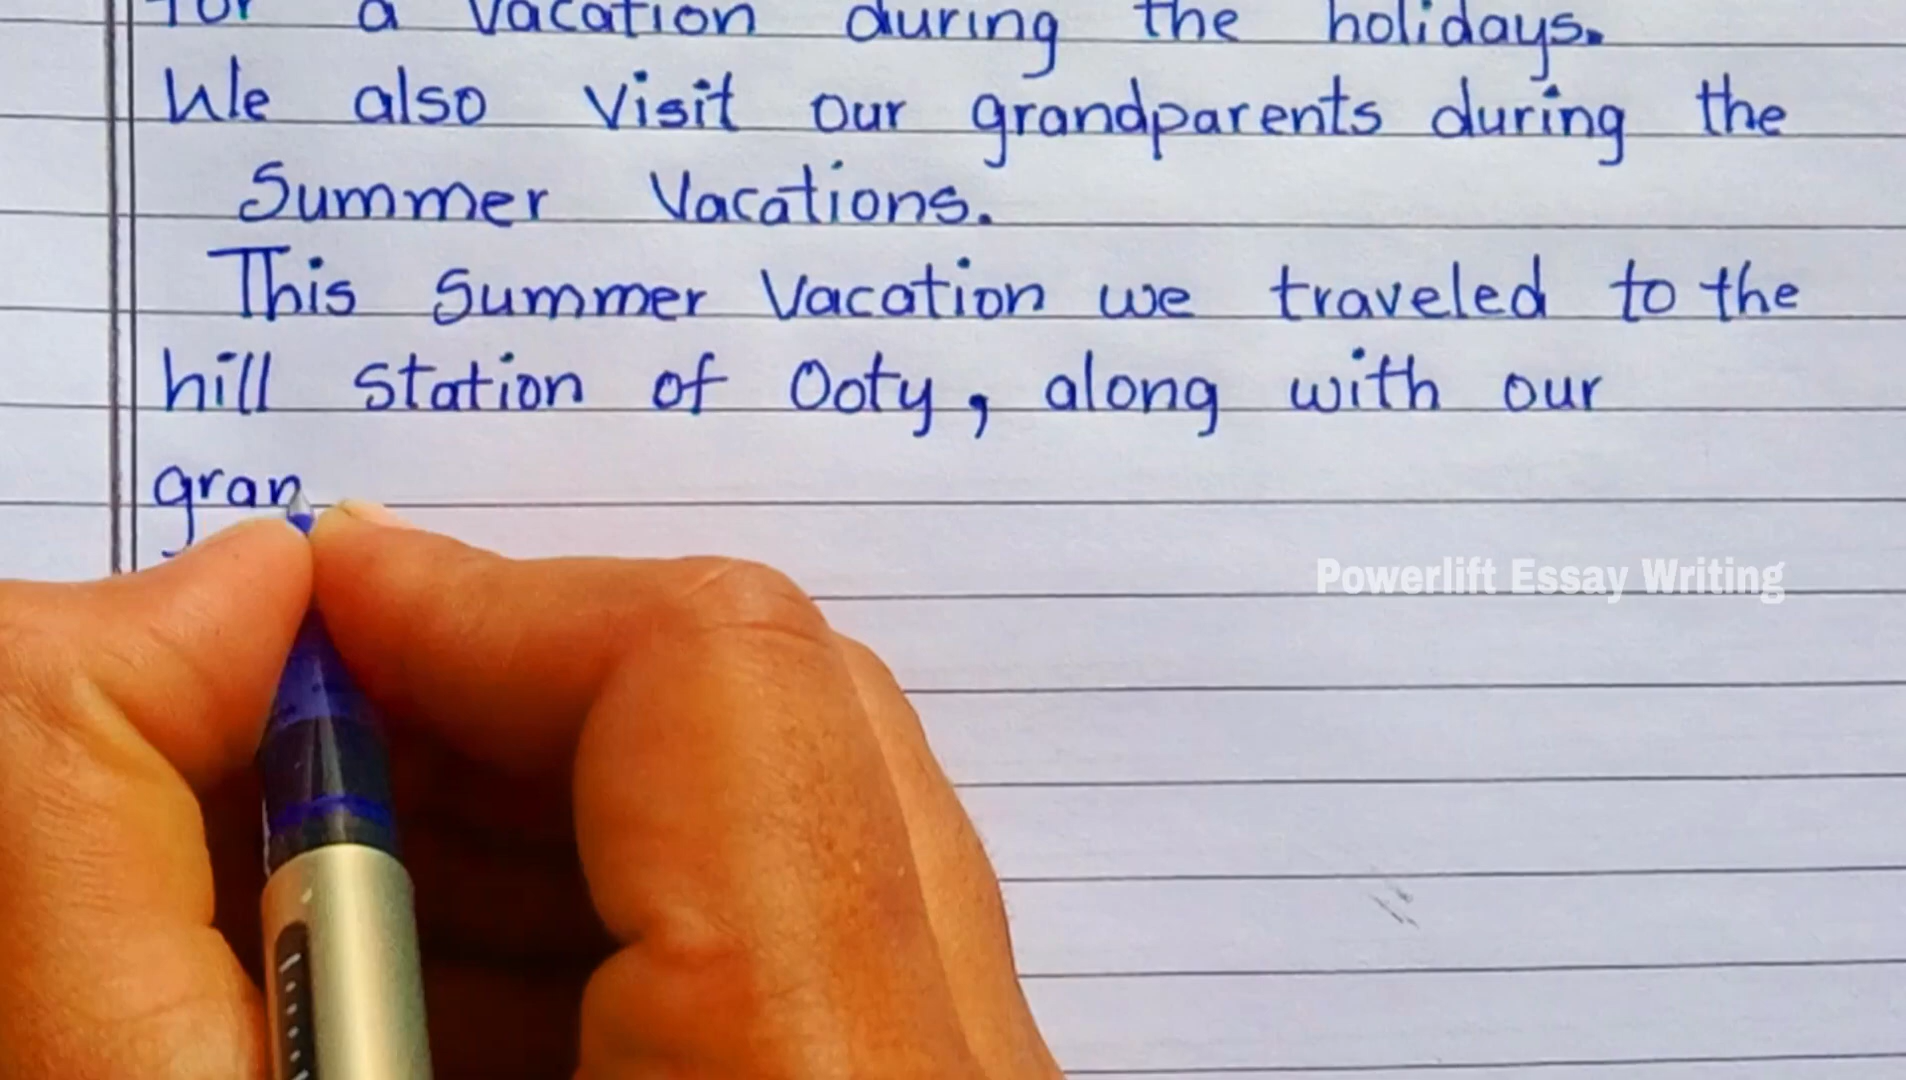 for a vacation during the holidays.
We also visit our grandparents during the
Summer Vacations.
This Summer Vacation we traveled to the
hill station of Ooty, along with our
gran
Powerlift Essay Writing